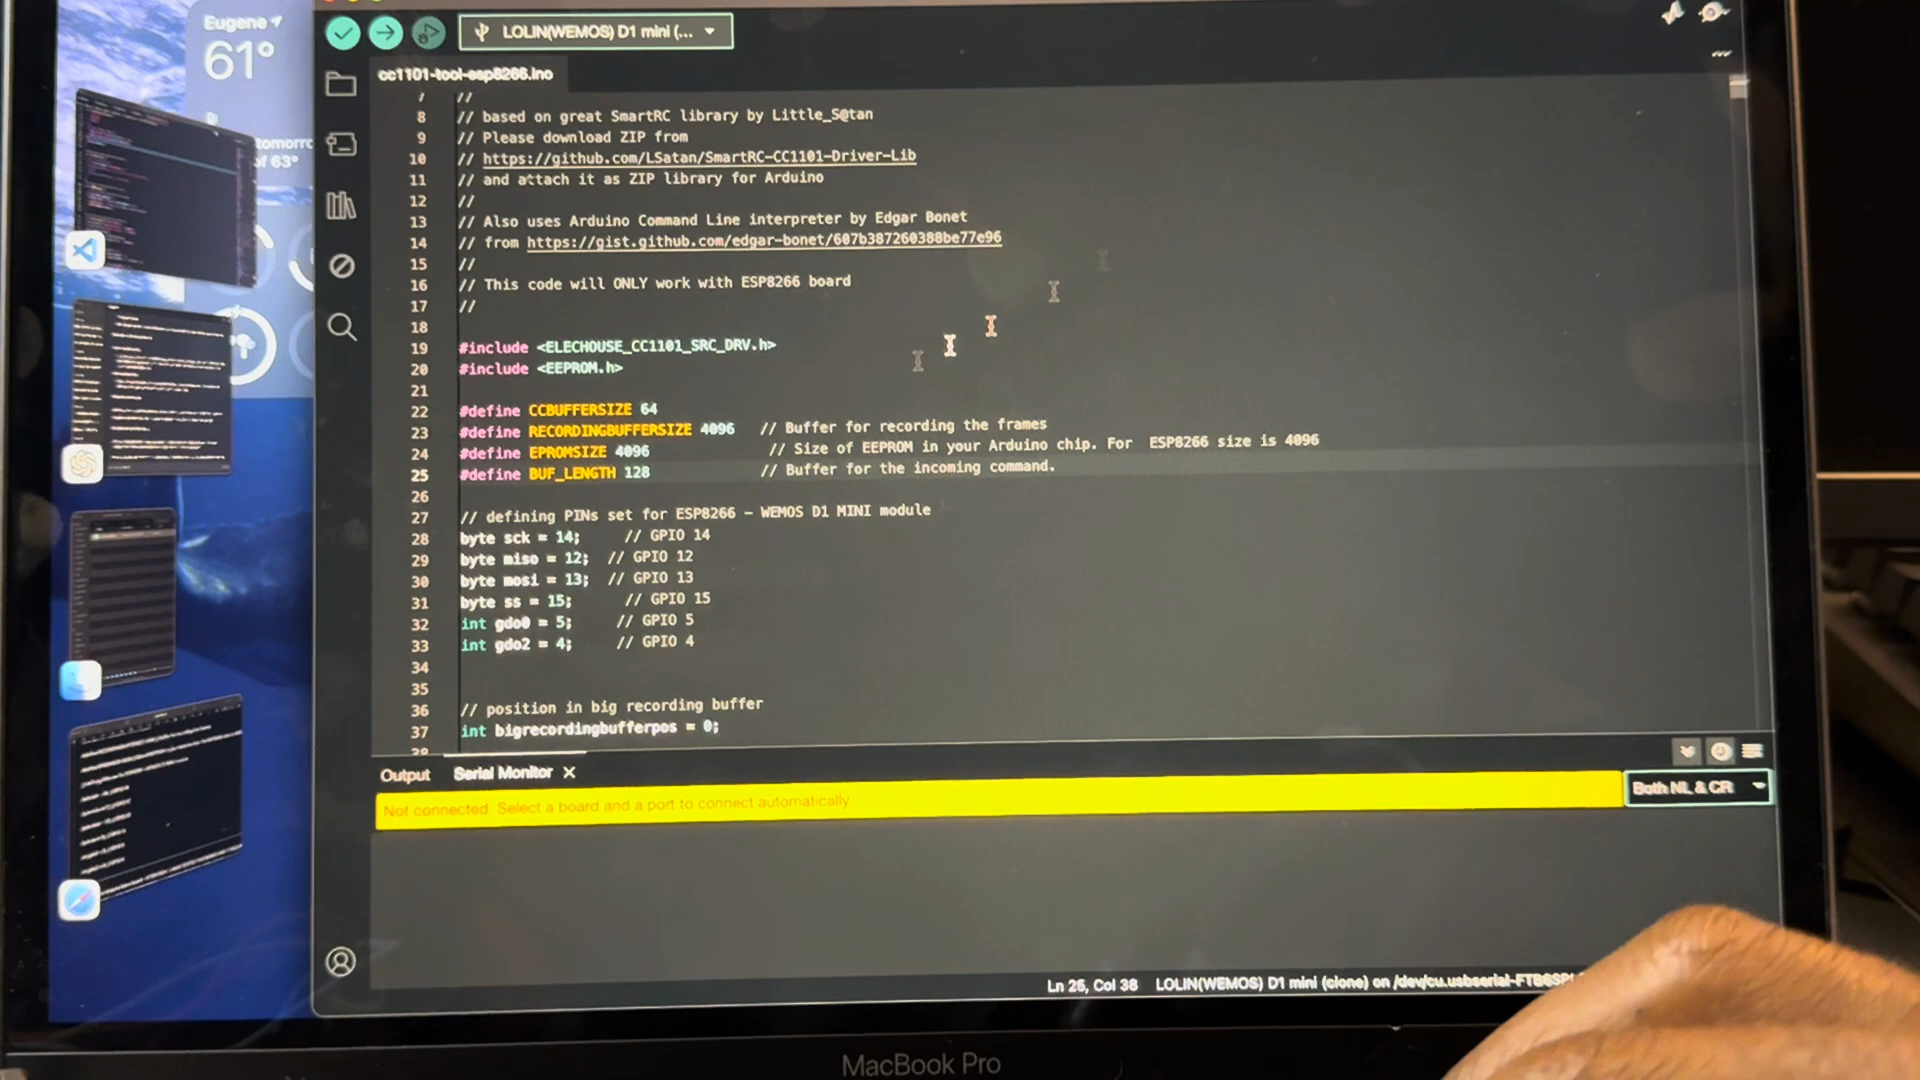 Eugene
61°
tomorro
of 63°
LOLIN(WEMOS) D1 mini (...
cc1101-tool-esp8266.ino
7 //
8 // based on great SmartRC library by Little_S@tan
9 // Please download ZIP from
10 // https://github.com/LSatan/SmartRC-CC1101-Driver-Lib
11 // and attach it as ZIP library for Arduino
12 //
13 // Also uses Arduino Command Line interpreter by Edgar Bonet
14 // from https://gist.github.com/edgar-bonet/607b387260388be77e96
15 //
16 // This code will ONLY work with ESP8266 board
17 //
18
19 #include <ELECHOUSE_CC1101_SRC_DRV.h>
20 #include <EEPROM.h>
21
22 #define CCBUFFERSIZE 64
23 #define RECORDINGBUFFERSIZE 4096 // Buffer for recording the frames
24 #define EPROMSIZE 4096 // Size of EEPROM in your Arduino chip. For ESP8266 size is 4096
25 #define BUF_LENGTH 128 // Buffer for the incoming command.
26
27 // defining PINs set for ESP8266 - WEMOS D1 MINI module
28 byte sck = 14; // GPIO 14
29 byte miso = 12; // GPIO 12
30 byte mosi = 13; // GPIO 13
31 byte ss = 15; // GPIO 15
32 int gdo0 = 5; // GPIO 5
33 int gdo2 = 4; // GPIO 4
34
35
36 // position in big recording buffer
37 int bigrecordingbufferpos = 0;
38
Output Serial Monitor ×
Not connected. Select a board and a port to connect automatically.
Both NL & CR
Ln 25, Col 38 LOLIN(WEMOS) D1 mini (clone) on /dev/cu.usbserial-FTB6SP
MacBook Pro